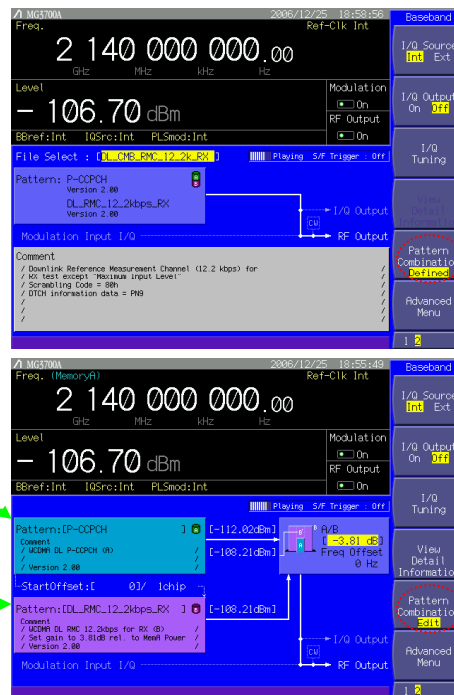 MG3700A 2006/12/25 18:58:56
Freq. Ref-Clk Int
2 140 000 000.00
GHz MHz kHz Hz
Level
Modulation
On
- 106.70 dBm
RF Output
On
BBref:Int IQSrc:Int PLSmod:Int
File Select : [DL_CMB_RMC_12_2k_RX ] Playing S/F Trigger : Off
Pattern: P-CCPCH
Version 2.00
DL_RMC_12_2kbps_RX
Version 2.00
I/Q Output
CW
Modulation Input I/Q RF Output
Comment
/ Downlink Reference Measurement Channel (12.2 kbps) for /
/ RX test except "Maximum Input Level" /
/ Scrambling Code = 80h /
/ DTCH information data = PN9 /
/ /
/ /
/ /
Baseband
I/Q Source
Int Ext
I/Q Output
On Off
I/Q
Tuning
View
Detail
Information
Pattern
Combination
Defined
Advanced
Menu
1 2
MG3700A 2006/12/25 18:55:49
Freq. (MemoryA) Ref-Clk Int
2 140 000 000.00
GHz MHz kHz Hz
Level
Modulation
On
- 106.70 dBm
RF Output
On
BBref:Int IQSrc:Int PLSmod:Int
Playing S/F Trigger : Off
Pattern:[P-CCPCH ] [-112.02dBm]
Comment
/ WCDMA DL P-CCPCH (A) /
/ /
/ Version 2.00 /
[-108.21dBm]
B' B
A
A/B
[ -3.81 dB]
Freq Offset
0 Hz
StartOffset:[ 0]/ 1chip
Pattern:[DL_RMC_12_2kbps_RX ] [-108.21dBm]
Comment
/ WCDMA DL RMC 12.2kbps for RX (B) /
/ Set gain to 3.81dB rel. to MemA Power /
/ Version 2.00 /
I/Q Output
CW
Modulation Input I/Q RF Output
Baseband
I/Q Source
Int Ext
I/Q Output
On Off
I/Q
Tuning
View
Detail
Information
Pattern
Combination
Edit
Advanced
Menu
1 2